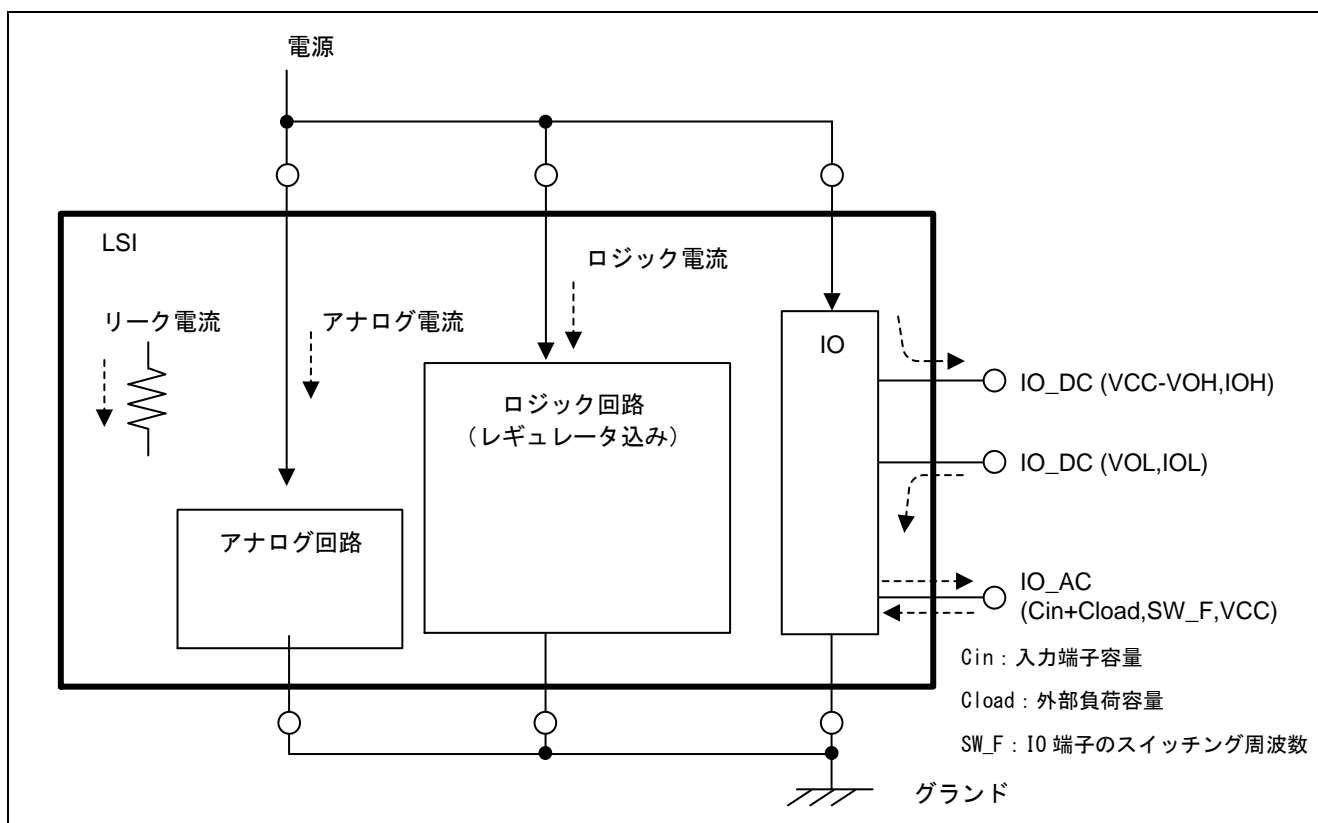 電源
LSI
リーク電流
アナログ電流
ロジック電流
アナログ回路
ロジック回路
(レギュレータ込み)
IO
IO_DC (VCC-VOH,IOH)
IO_DC (VOL,IOL)
IO_AC
(Cin+Cload,SW_F,VCC)
Cin:入力端子容量
Cload:外部負荷容量
SW_F:IO 端子のスイッチング周波数
グランド